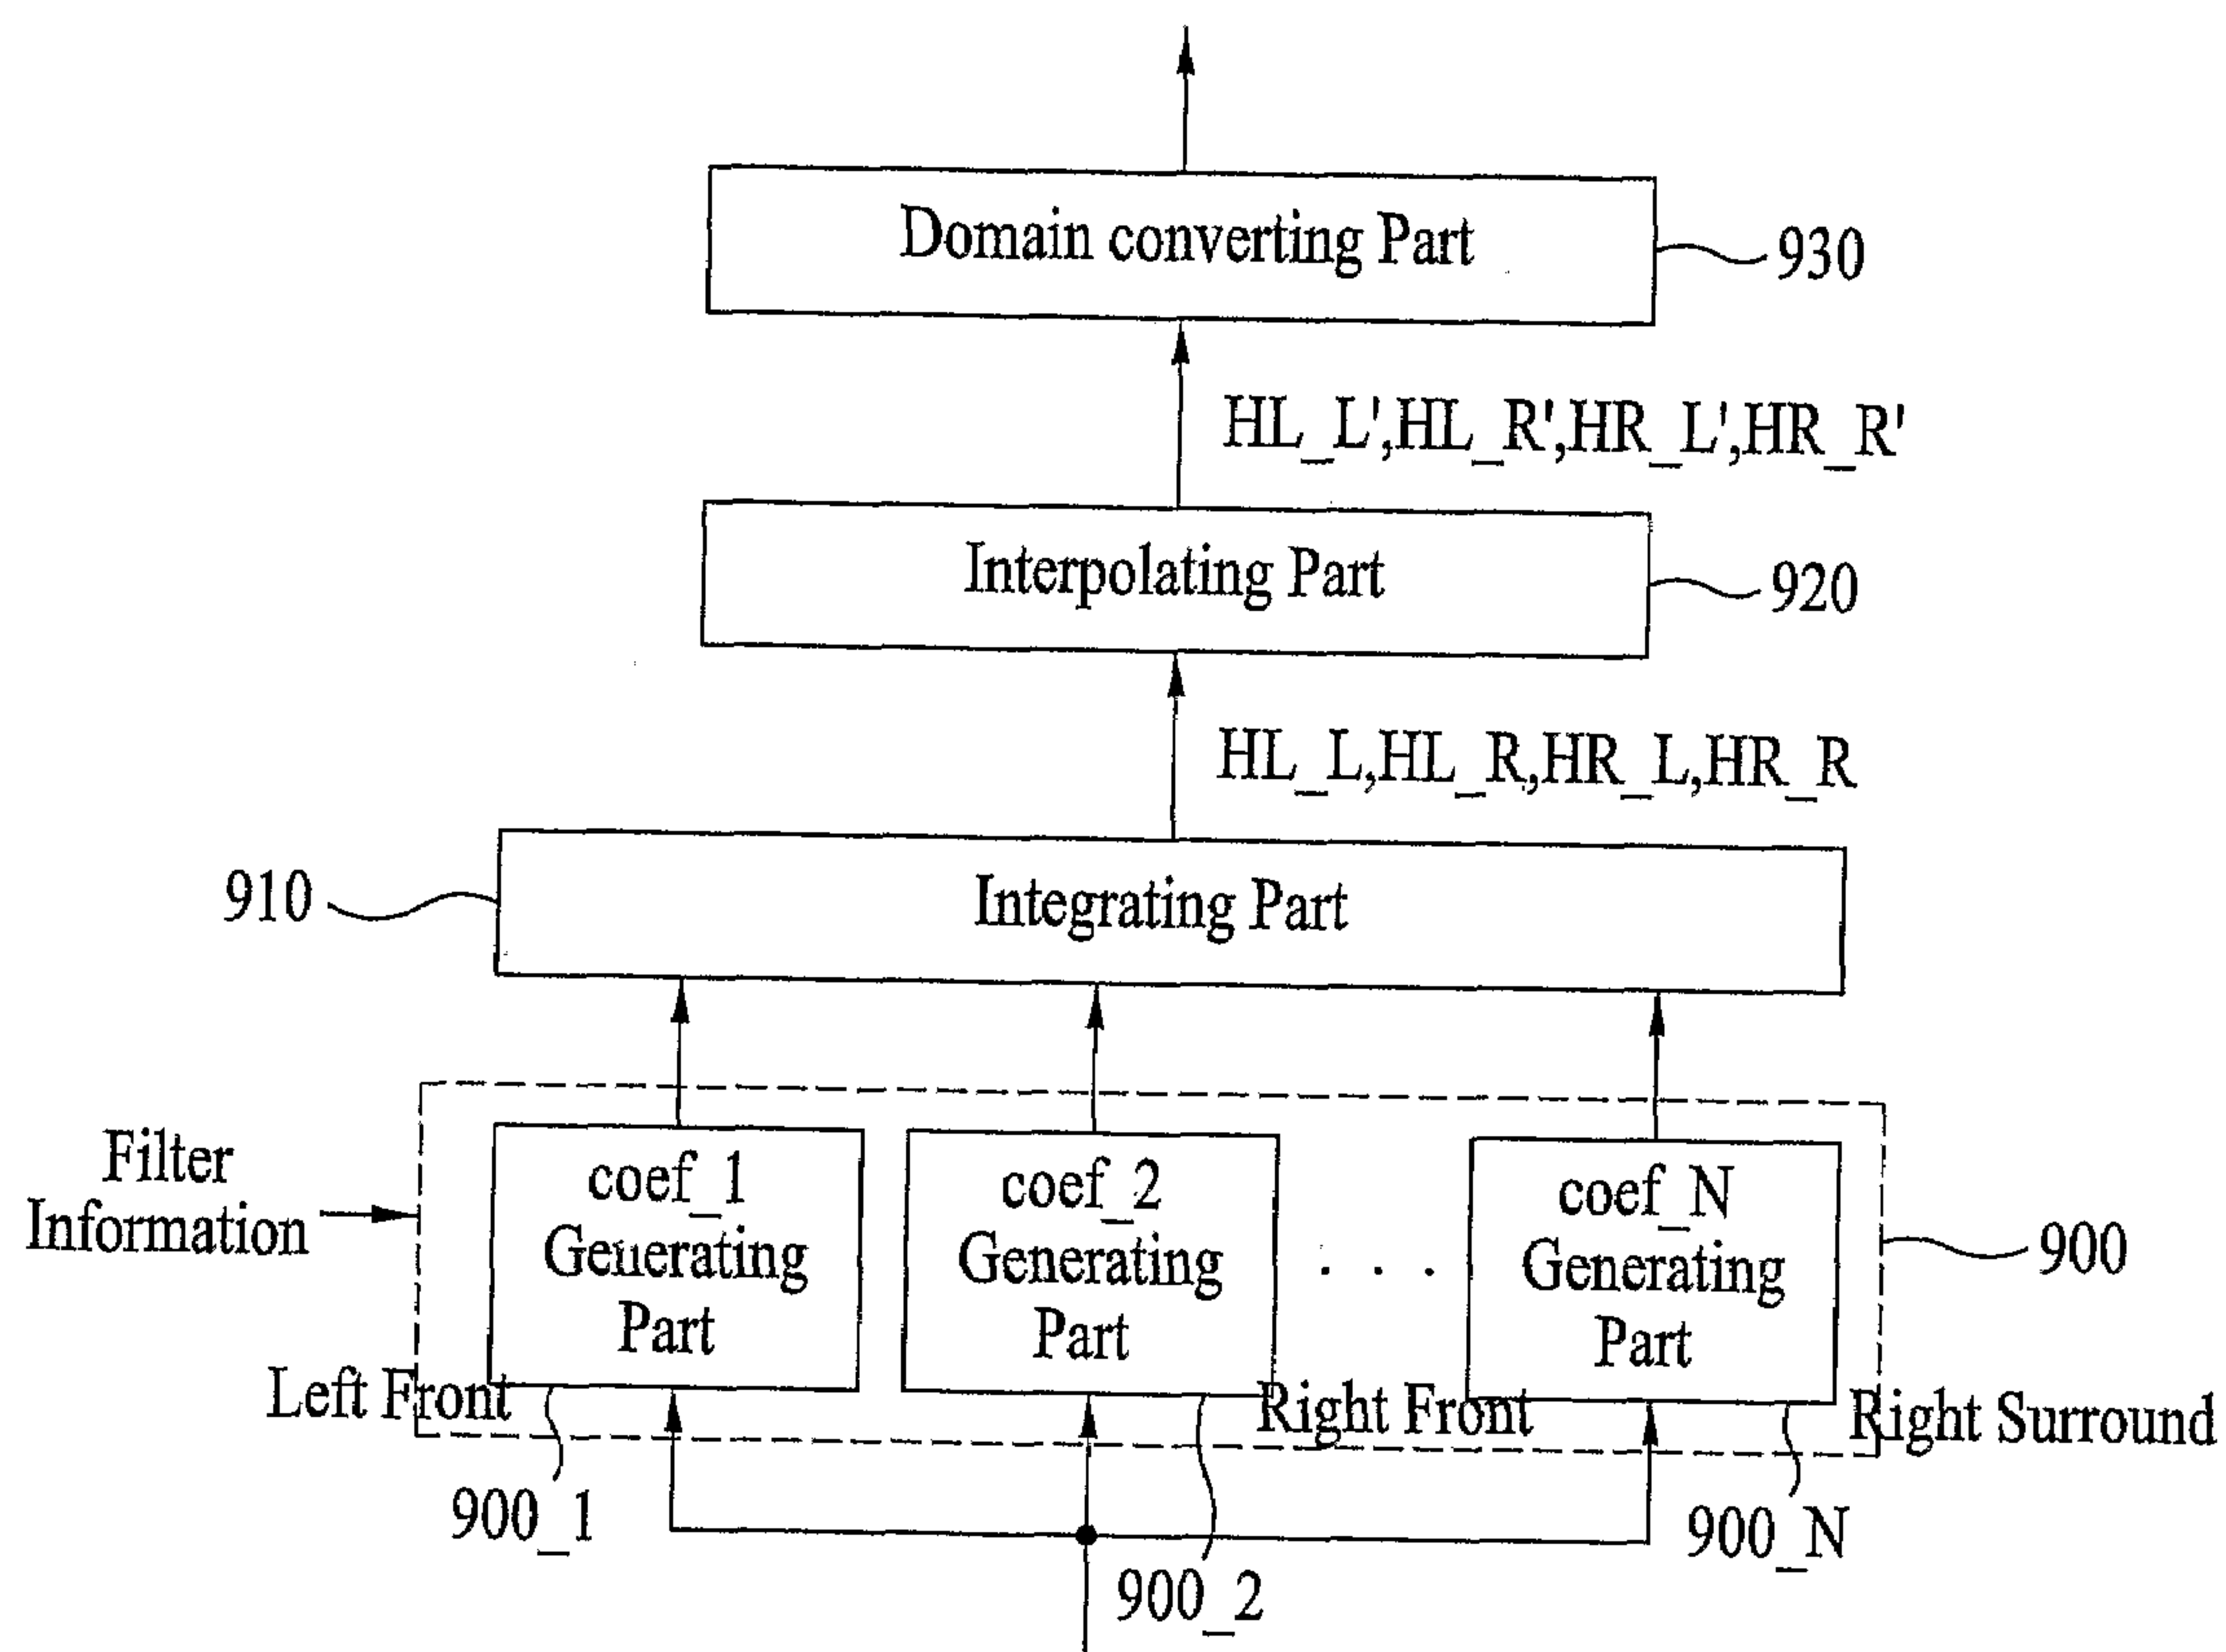 Domain converting Part
930
HL_L',HL_R',HR_L',HR_R'
Interpolating Part
920
HL_L,HL_R,HR_L,HR_R
910
Integrating Part
Filter
Information
coef_1
Generating
Part
coef_2
Generating
Part
. . .
coef_N
Generating
Part
900
Left Front
Right Front
Right Surround
900_1
900_2
900_N